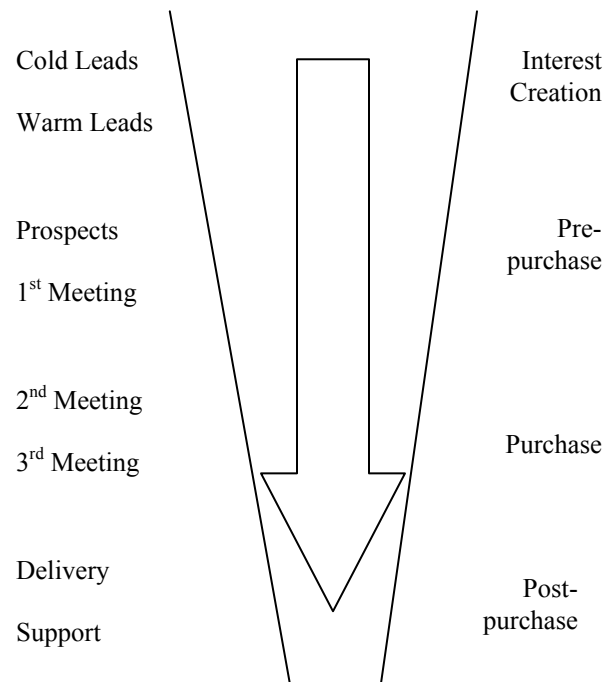 Cold Leads
Interest
Creation
Warm Leads
Prospects
Pre-
purchase
1st Meeting
2nd Meeting
3rd Meeting
Purchase
Delivery
Post-
purchase
Support